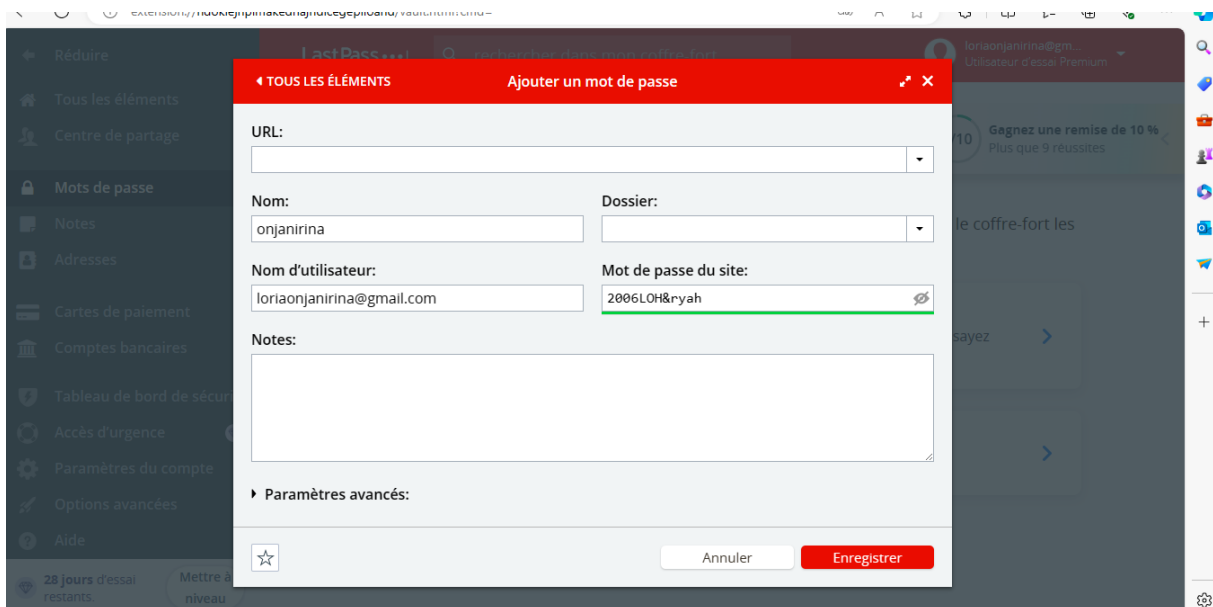 LastPass
rechercher dans mon coffre-fort
loriaonjanirina@gm...
Utilisateur d'essai Premium
Réduire
Tous les éléments
Centre de partage
Mots de passe
Notes
Adresses
Cartes de paiement
Comptes bancaires
Tableau de bord de
Accès d'urgence
Paramètres du compte
Options avancées
Aide
28 jours d'essai
restants.
Mettre à
niveau
TOUS LES ÉLÉMENTS
Ajouter un mot de passe
URL:
Nom:
Dossier:
onjanirina
Nom d'utilisateur:
Mot de passe du site:
loriaonjanirina@gmail.com
2006LOH&ryah
Notes:
Paramètres avancés:
Annuler
Enregistrer
/10
Gagnez une remise de 10 %
Plus que 9 réussites
le coffre-fort les